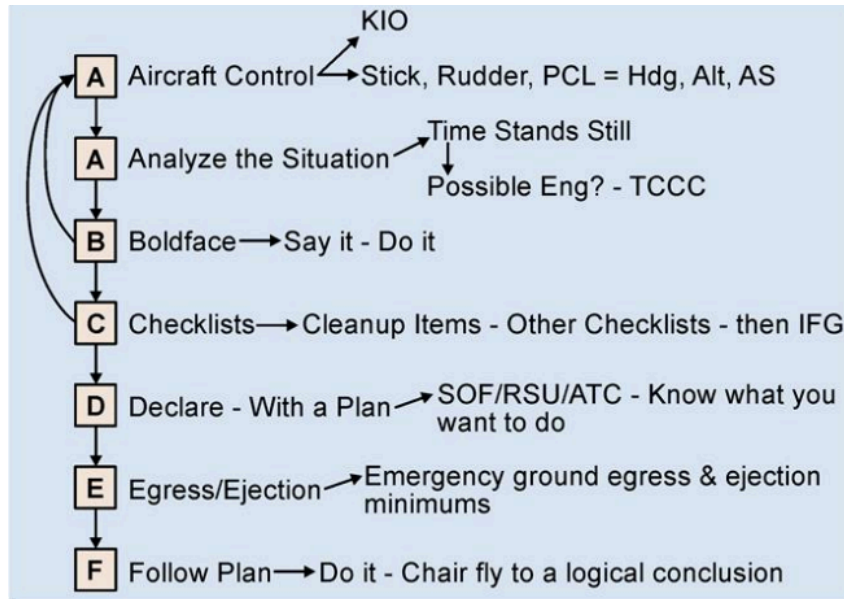 KIO
A Aircraft Control Stick, Rudder, PCL = Hdg, Alt, AS
Time Stands Still
A Analyze the Situation
Possible Eng? - TCCC
B Boldface Say it - Do it
C Checklists Cleanup Items - Other Checklists - then IFG
D Declare - With a Plan SOF/RSU/ATC - Know what you
want to do
E Egress/Ejection Emergency ground egress & ejection
minimums
F Follow Plan Do it - Chair fly to a logical conclusion